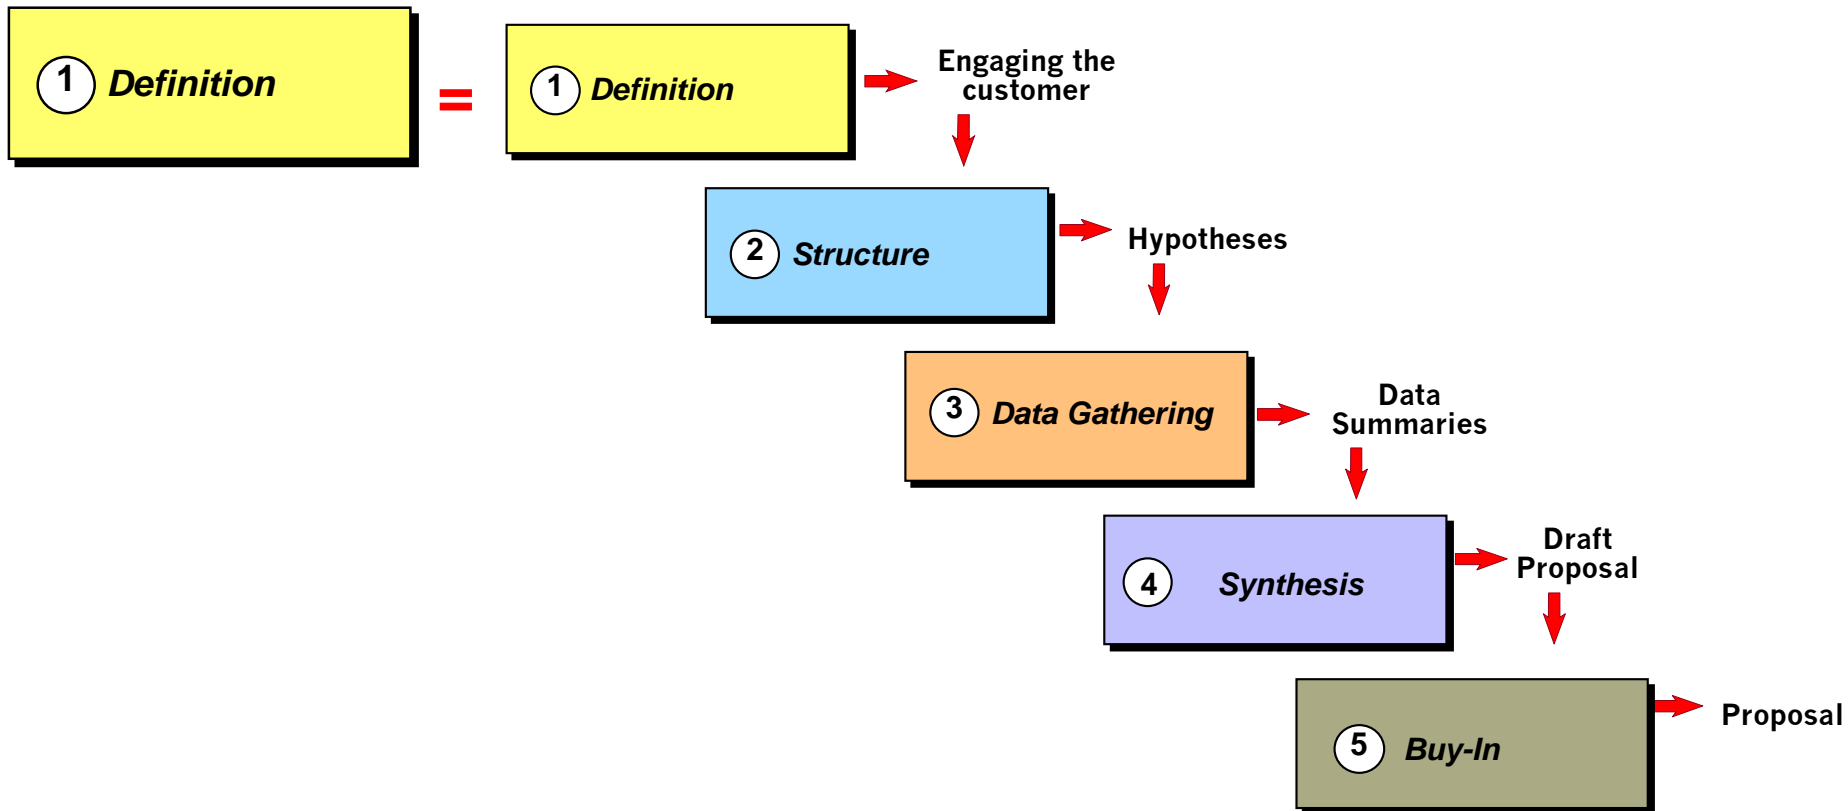 1 Definition
=
1 Definition
Engaging the
customer
2 Structure
Hypotheses
3 Data Gathering
Data
Summaries
4 Synthesis
Draft
Proposal
5 Buy-In
Proposal